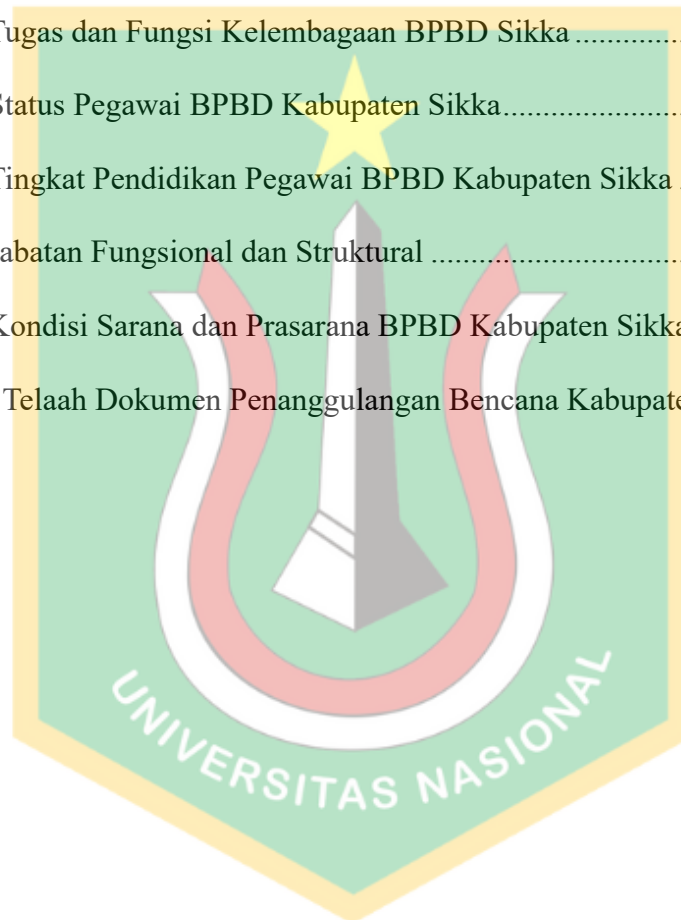 Tugas dan Fungsi Kelembagaan BPBD Sikka ..............
Status Pegawai BPBD Kabupaten Sikka.......................
Tingkat Pendidikan Pegawai BPBD Kabupaten Sikka .
abatan Fungsional dan Struktural ................................
Kondisi Sarana dan Prasarana BPBD Kabupaten Sikka
Telaah Dokumen Penanggulangan Bencana Kabupate
UNIVERSITAS NASIONAL